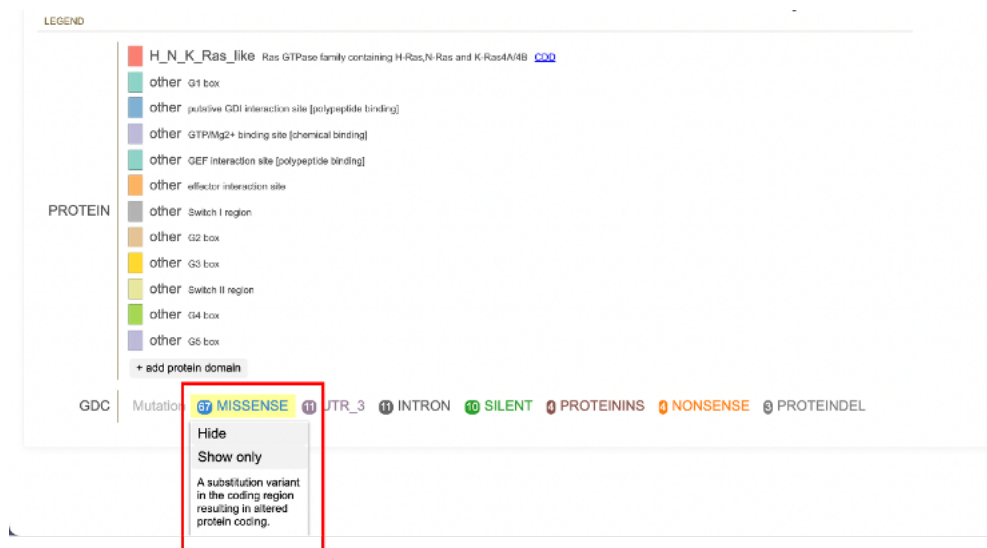 LEGEND
H_N_K_Ras_like Ras GTPase family containing H-Ras,N-Ras and K-Ras4A/4B CDD
other G1 box
other putative GDI interaction site [polypeptide binding]
other GTP/Mg2+ binding site [chemical binding]
other GEF interaction site [polypeptide binding]
other effector interaction site
PROTEIN other Switch I region
other G2 box
other G3 box
other Switch II region
other G4 box
other G5 box
+ add protein domain
GDC Mutation 67 MISSENSE 11 UTR_3 11 INTRON 10 SILENT 4 PROTEININS 4 NONSENSE 3 PROTEINDEL
Hide
Show only
A substitution variant
in the coding region
resulting in altered
protein coding.